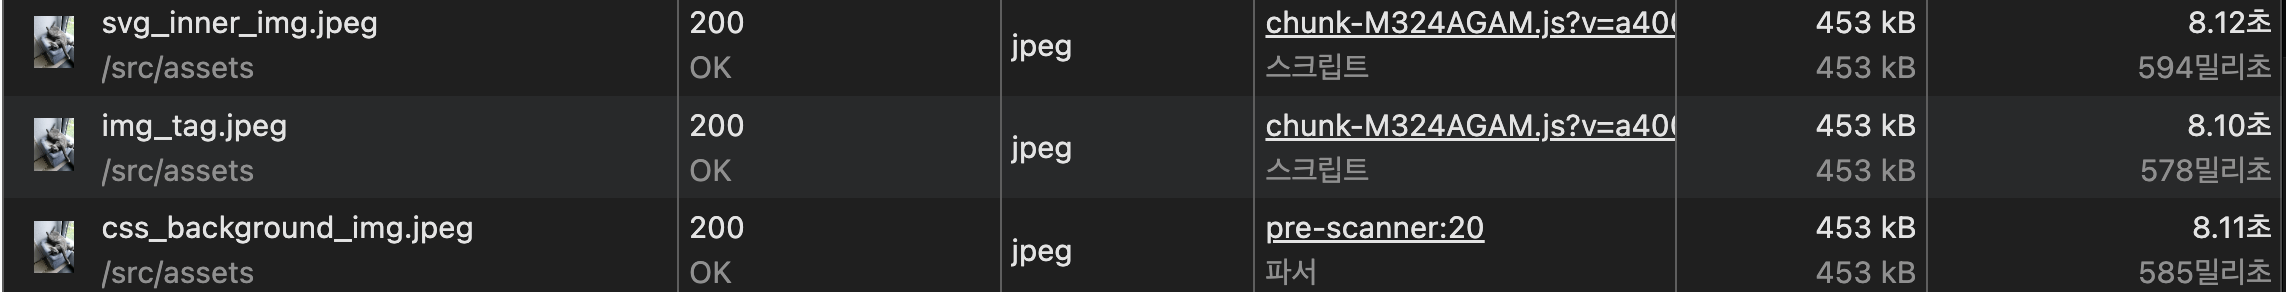 svg_inner_img.jpeg 200 chunk-M324AGAM.js?v=a40 453 kB 8.12초
/src/assets OK jpeg 스크립트 453 kB 594밀리초
img_tag.jpeg 200 chunk-M324AGAM.js?v=a40 453 kB 8.10초
/src/assets OK jpeg 스크립트 453 kB 578밀리초
css_background_img.jpeg 200 pre-scanner:20 453 kB 8.11초
/src/assets OK jpeg 파서 453 kB 585밀리초